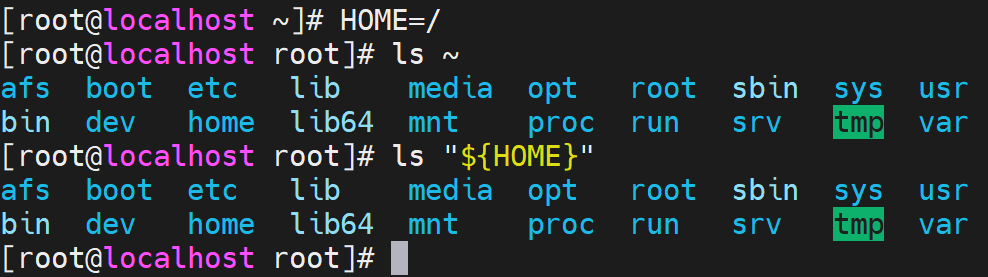 [root@localhost ~]# HOME=/
[root@localhost root]# ls ~
afs  boot  etc   lib    media  opt   root  sbin  sys  usr
bin  dev   home  lib64  mnt    proc  run   srv   tmp  var
[root@localhost root]# ls "${HOME}"
afs  boot  etc   lib    media  opt   root  sbin  sys  usr
bin  dev   home  lib64  mnt    proc  run   srv   tmp  var
[root@localhost root]#